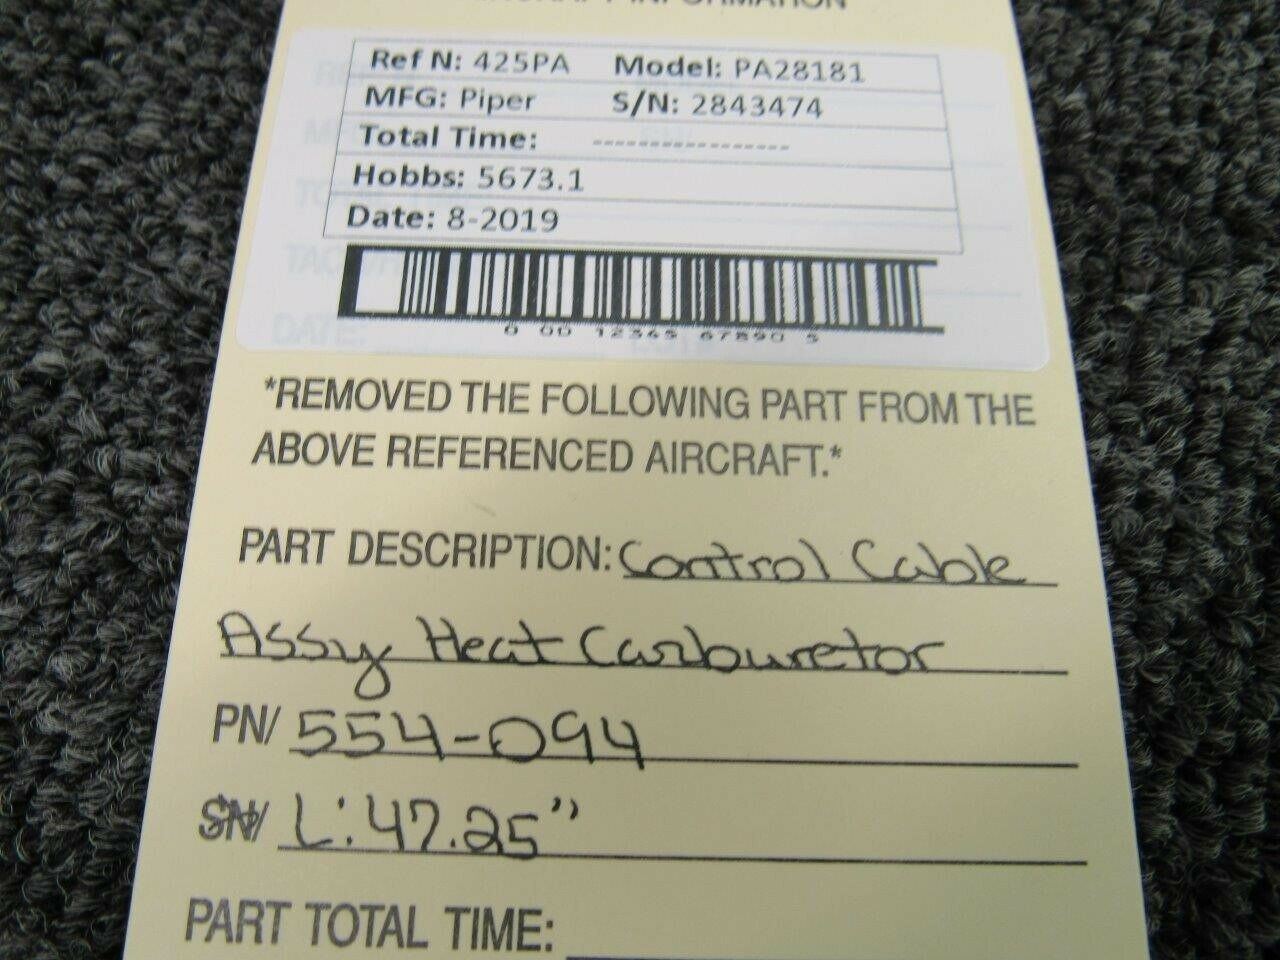 INFORMATION
Ref N: 425PA Model: PA28181
MFG: Piper S/N: 2843474
Total Time: -----------------
Hobbs: 5673.1
Date: 8-2019
DATE:
0 00 12345 67890 5
*REMOVED THE FOLLOWING PART FROM THE
ABOVE REFERENCED AIRCRAFT.*
PART DESCRIPTION: Control Cable
Assy Heat Carburetor
PN/ 554-094
SN/ L: 47.25"
PART TOTAL TIME: